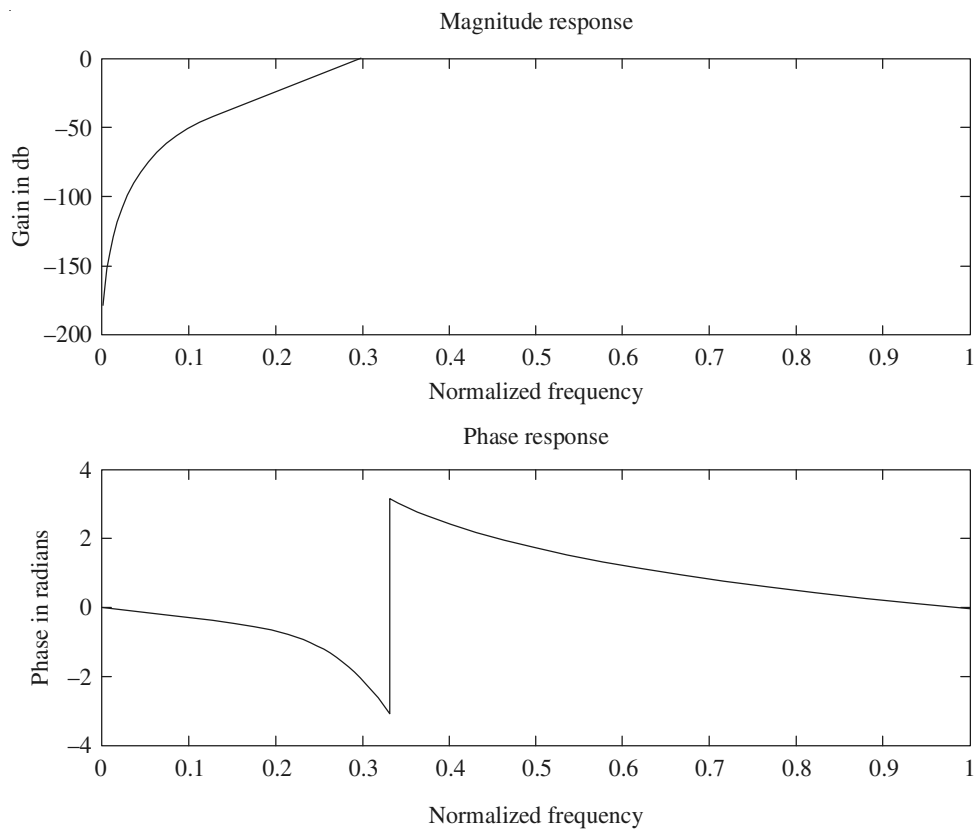 Magnitude response
0
−50
−100
−150
−200
Gain in db
0 0.1 0.2 0.3 0.4 0.5 0.6 0.7 0.8 0.9 1
Normalized frequency
Phase response
4
2
0
−2
−4
Phase in radians
0 0.1 0.2 0.3 0.4 0.5 0.6 0.7 0.8 0.9 1
Normalized frequency